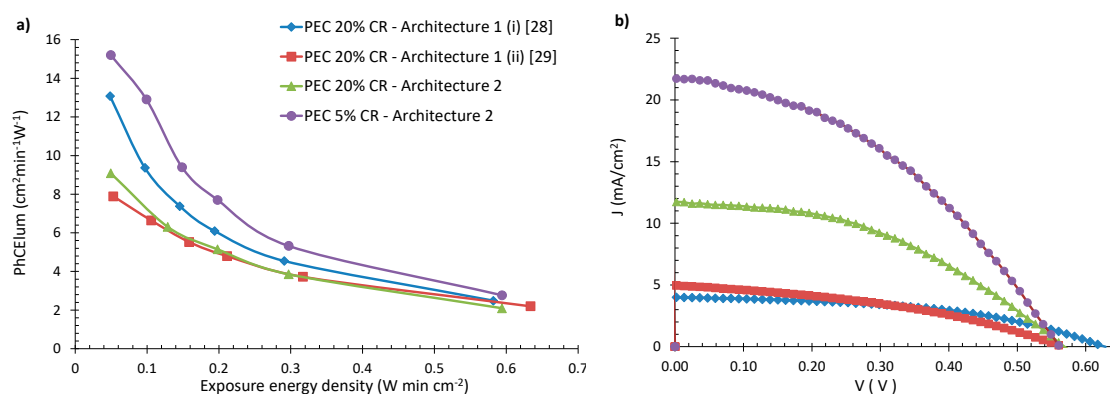 a)
PEC 20% CR - Architecture 1 (i) [28]
PEC 20% CR - Architecture 1 (ii) [29]
PEC 20% CR - Architecture 2
PEC 5% CR - Architecture 2
PhCElum (cm²min⁻¹W⁻¹)
16
14
12
10
8
6
4
2
0
0 0.1 0.2 0.3 0.4 0.5 0.6 0.7
Exposure energy density (W min cm⁻²)
b)
J (mA/cm²)
25
20
15
10
5
0
0.00 0.10 0.20 0.30 0.40 0.50 0.60
V ( V )